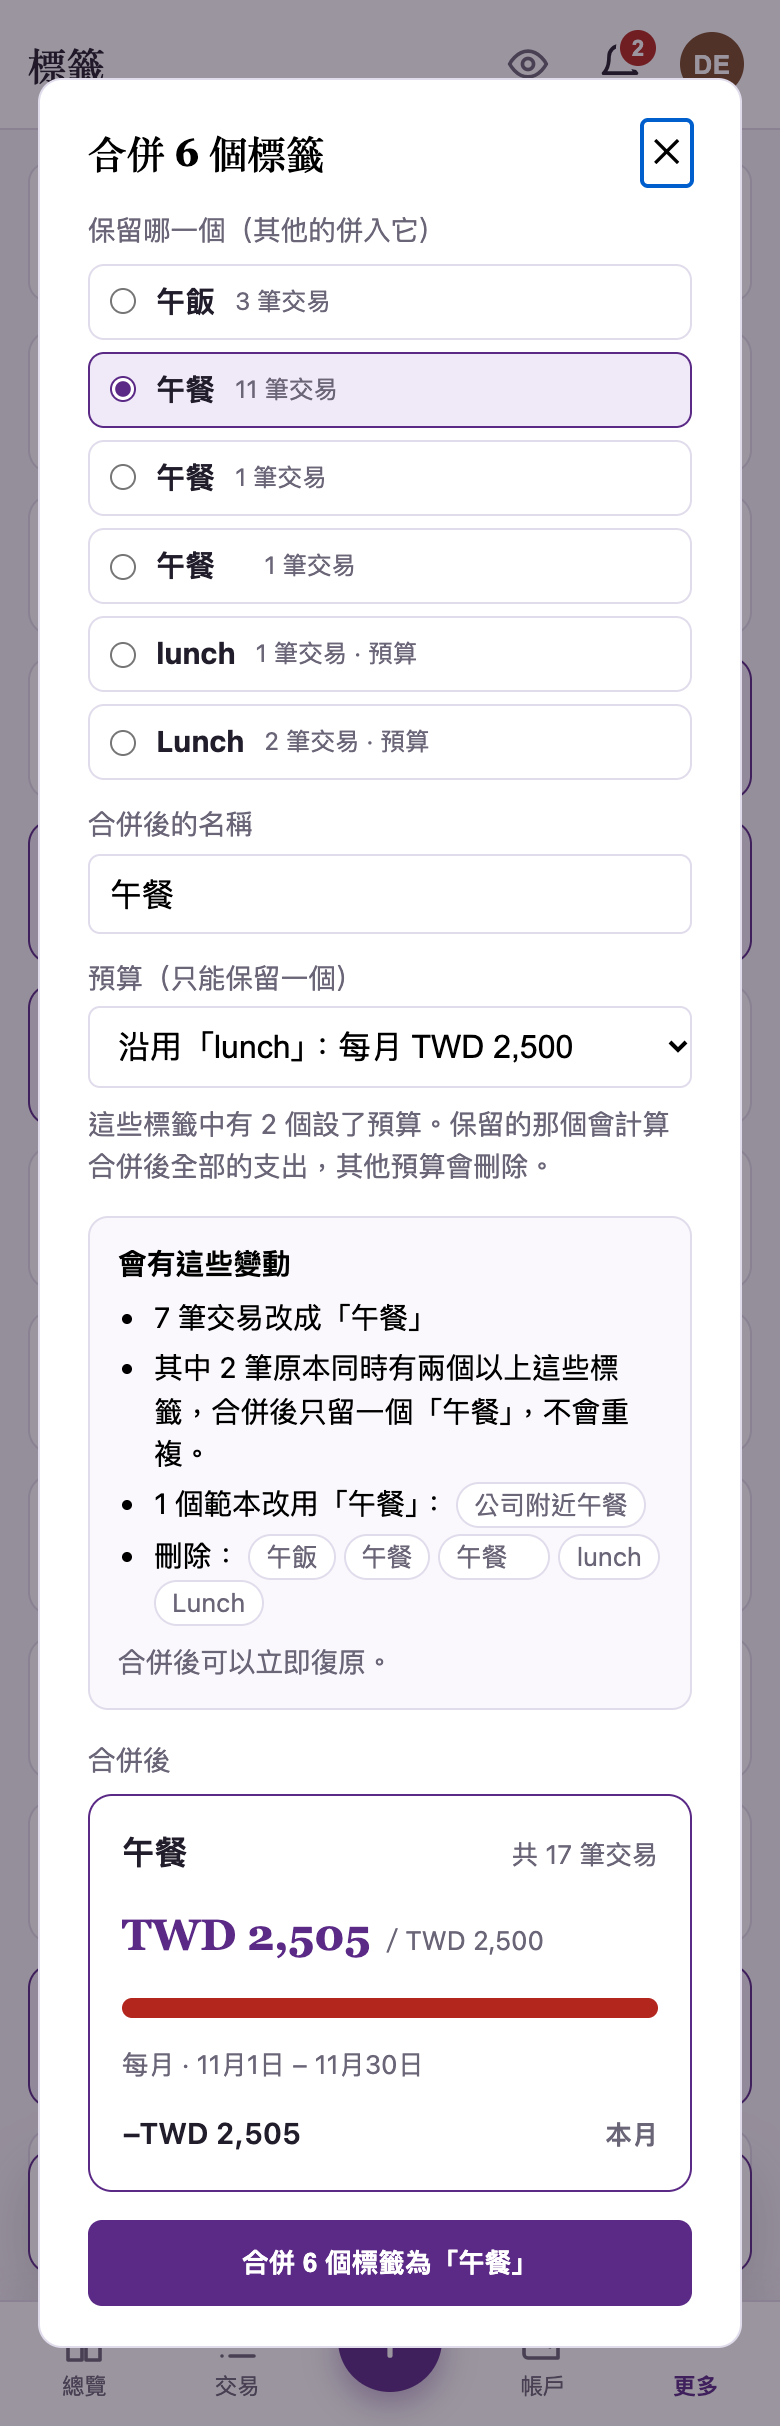 標籤
2
DE
合併 6 個標籤
保留哪一個（其他的併入它）
午飯 3 筆交易
午餐 11 筆交易
午餐 1 筆交易
午餐 1 筆交易
lunch 1 筆交易 · 預算
Lunch 2 筆交易 · 預算
合併後的名稱
午餐
預算（只能保留一個）
沿用「lunch」：每月 TWD 2,500
這些標籤中有 2 個設了預算。保留的那個會計算
合併後全部的支出，其他預算會刪除。
會有這些變動
• 7 筆交易改成「午餐」
• 其中 2 筆原本同時有兩個以上這些標
籤，合併後只留一個「午餐」，不會重
複。
• 1 個範本改用「午餐」： 公司附近午餐
• 刪除： 午飯 午餐 午餐 lunch
Lunch
合併後可以立即復原。
合併後
午餐 共 17 筆交易
TWD 2,505 / TWD 2,500
每月 · 11月1日 – 11月30日
–TWD 2,505 本月
合併 6 個標籤為「午餐」
總覽 交易 帳戶 更多